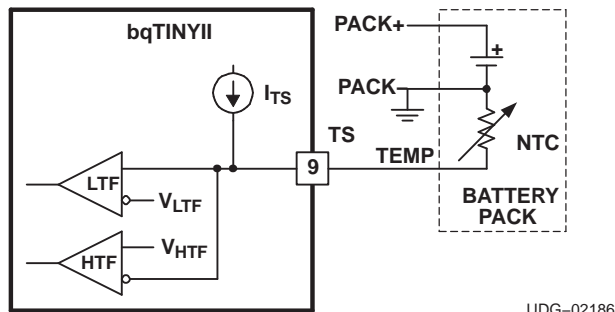 bqTINYII
PACK+
+
ITS
PACK-
TS
9
TEMP
NTC
LTF
VLTF
BATTERY
PACK
VHTF
HTF
UDG–02186